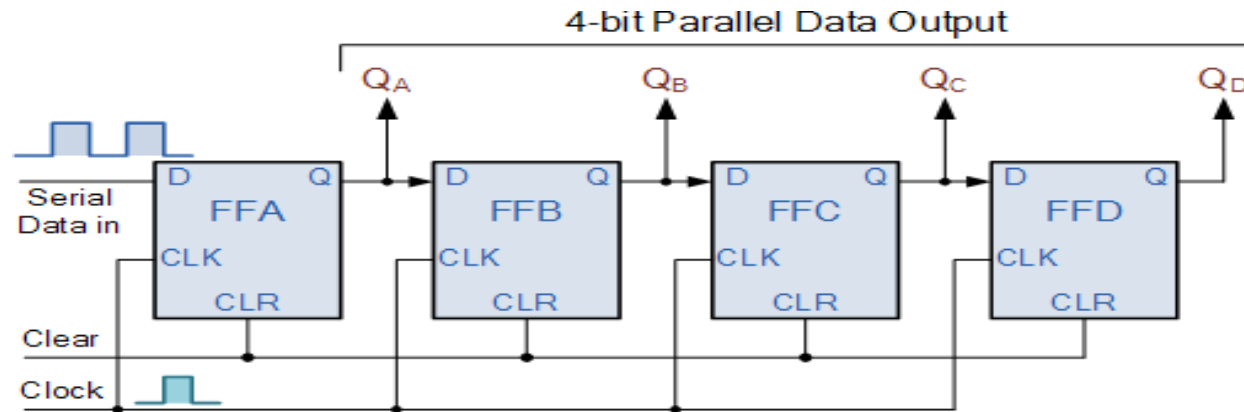 4-bit Parallel Data Output
QA QB QC QD
D Q D Q D Q D Q
Serial
Data in
FFA FFB FFC FFD
CLK CLK CLK CLK
CLR CLR CLR CLR
Clear
Clock